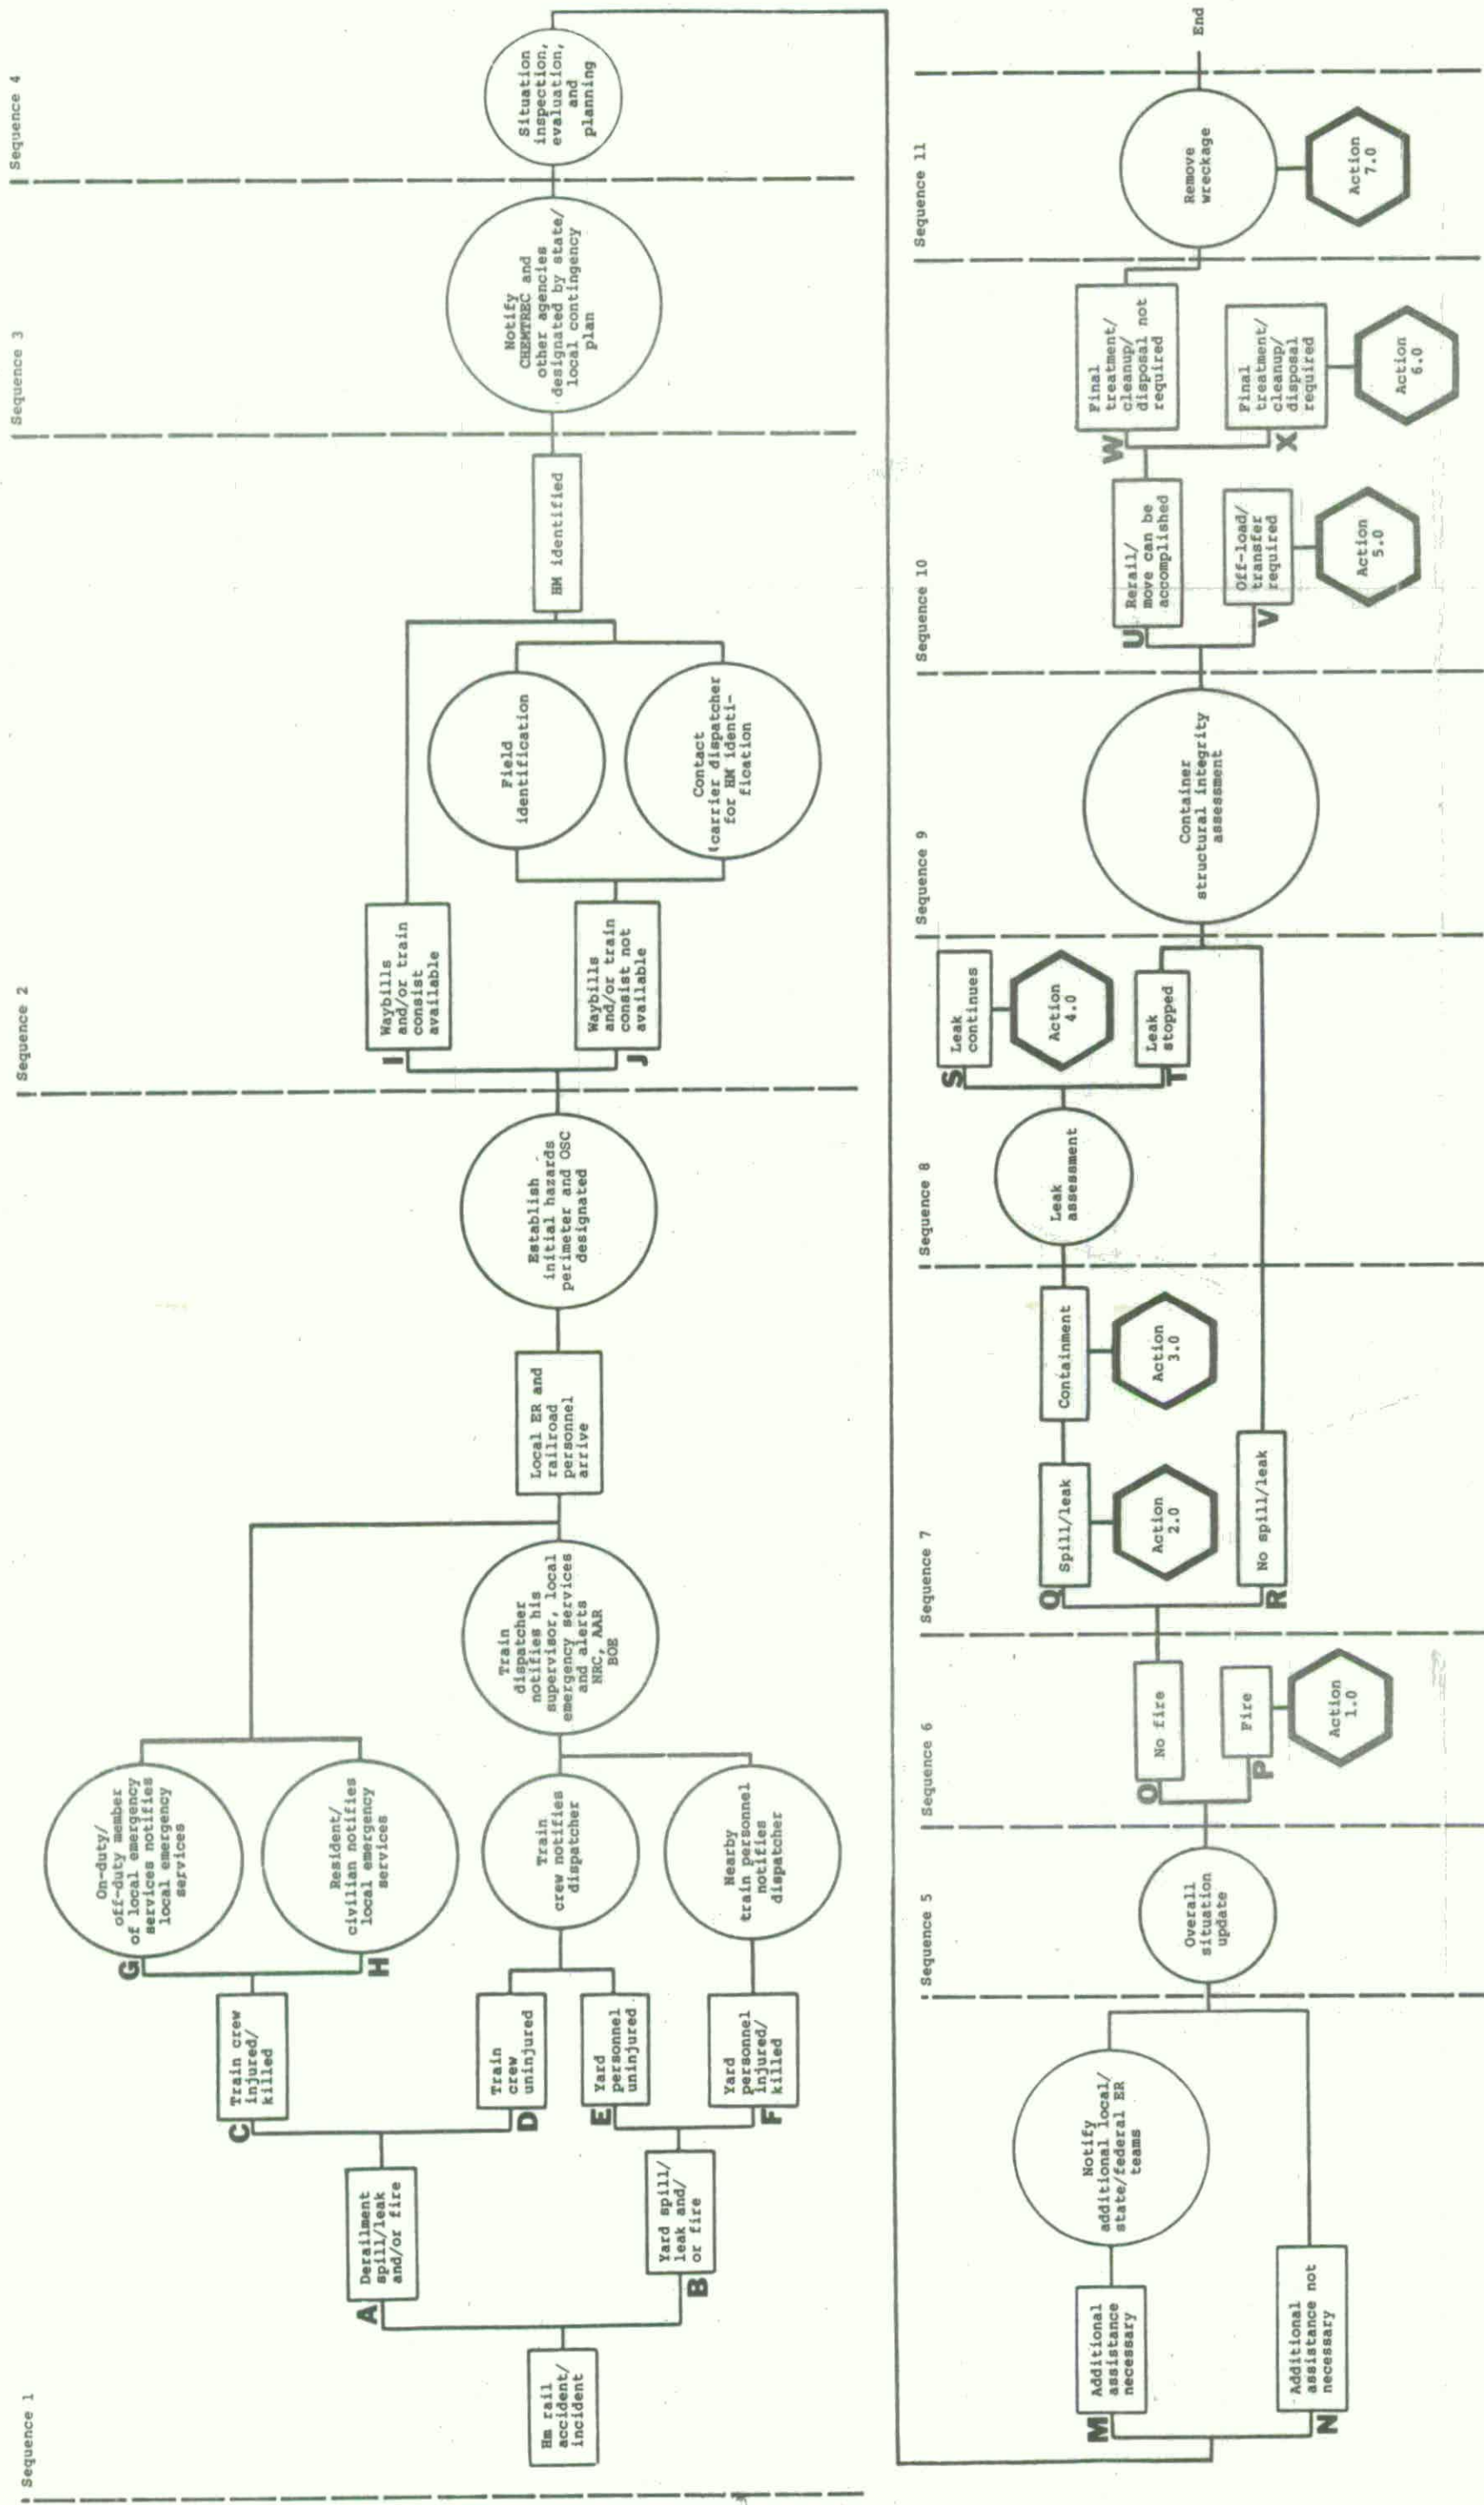 Sequence 1
Hm rail
accident/
incident
A
Derailment
spill/leak
and/or fire
B
Yard spill/
leak and/
or fire
C
Train crew
injured/
killed
D
Train
crew
uninjured
E
Yard
personnel
uninjured
F
Yard
personnel
injured/
killed
G
On-duty/
off-duty member
of local emergency
services notifies
local emergency
services
H
Resident/
civilian notifies
local emergency
services
Train
crew notifies
dispatcher
Nearby
train personnel
notifies
dispatcher
Train
dispatcher
notifies his
supervisor, local
emergency services
and alerts
NRC, AAR
BOE
Local ER and
railroad
personnel
arrive
Establish
initial hazards
perimeter and OSC
designated
Sequence 2
I
Waybills
and/or train
consist
available
J
Waybills
and/or train
consist not
available
Field
identification
Contact
(carrier dispatcher
for HM identi-
fication
HM identified
Sequence 3
Notify
CHEMTREC and
other agencies
designated by state/
local contingency
plan
Sequence 4
Situation
inspection,
evaluation,
and
planning
M
Additional
assistance
necessary
N
Additional
assistance not
necessary
Notify
additional local/
state/federal ER
teams
Sequence 5
Overall
situation
update
Sequence 6
O
No fire
P
Fire
Action
1.0
Sequence 7
Q
Spill/leak
Action
2.0
R
No spill/leak
Containment
Action
3.0
Sequence 8
Leak
assessment
S
Leak
continues
Action
4.0
T
Leak
stopped
Sequence 9
Container
structural integrity
assessment
Sequence 10
U
Rerail/
move can be
accomplished
V
Off-load/
transfer
required
Action
5.0
W
Final
treatment/
cleanup/
disposal not
required
X
Final
treatment/
cleanup/
disposal
required
Action
6.0
Sequence 11
Remove
wreckage
Action
7.0
End